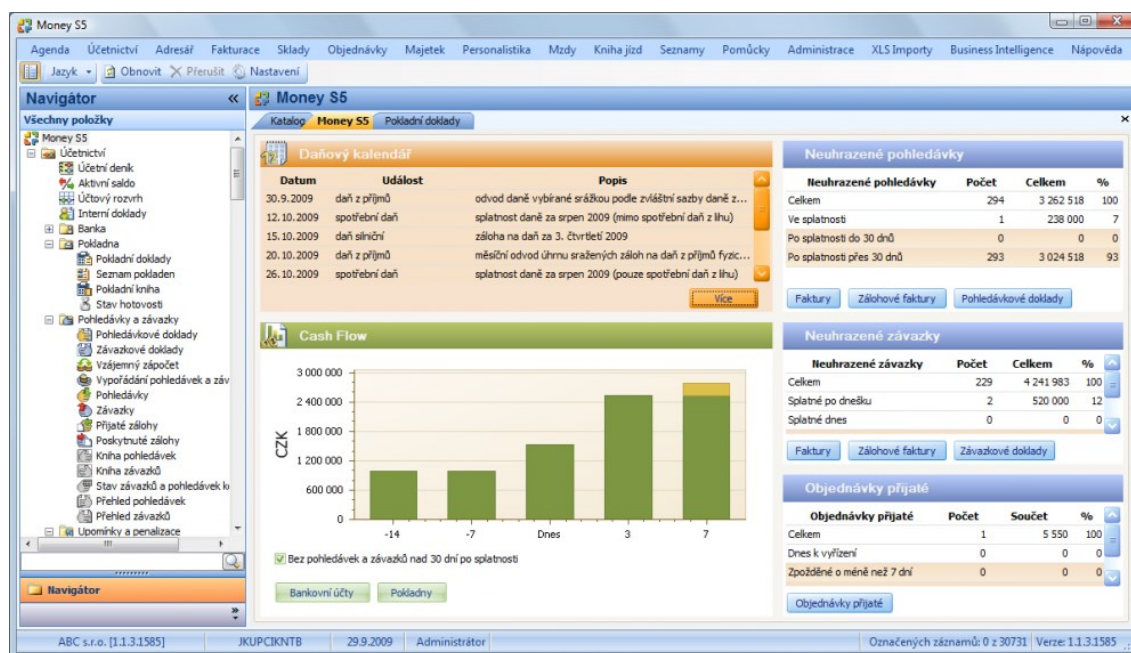 Money S5
Agenda Účetnictví Adresář Fakturace Sklady Objednávky Majetek Personalistika Mzdy Kniha jízd Seznamy Pomůcky Administrace XLS Importy Business Intelligence Nápověda
Jazyk Obnovit Přerušit Nastavení
Navigátor «
Všechny položky
Money S5
Účetnictví
Účetní deník
Aktivní saldo
Účtový rozvrh
Interní doklady
Banka
Pokladna
Pokladní doklady
Seznam pokladen
Pokladní kniha
Stav hotovosti
Pohledávky a závazky
Pohledávkové doklady
Závazkové doklady
Vzájemný zápočet
Vypořádání pohledávek a záv
Pohledávky
Závazky
Přijaté zálohy
Poskytnuté zálohy
Kniha pohledávek
Kniha závazků
Stav závazků a pohledávek k
Přehled pohledávek
Přehled závazků
Upomínky a penalizace
Navigátor
»
Money S5
Katalog Money S5 Pokladní doklady
Daňový kalendář
Datum Událost Popis
30.9.2009 daň z příjmů odvod daně vybírané srážkou podle zvláštní sazby daně z...
12.10.2009 spotřební daň splatnost daně za srpen 2009 (mimo spotřební daň z lihu)
15.10.2009 daň silniční záloha na daň za 3. čtvrtletí 2009
20.10.2009 daň z příjmů měsíční odvod úhrnu sražených záloh na daň z příjmů fyzic...
26.10.2009 spotřební daň splatnost daně za srpen 2009 (pouze spotřební daň z lihu)
Více
Cash Flow
3 000 000
2 400 000
1 800 000
1 200 000
600 000
0
CZK
-14 -7 Dnes 3 7
Bez pohledávek a závazků nad 30 dní po splatnosti
Bankovní účty Pokladny
Neuhrazené pohledávky
Neuhrazené pohledávky Počet Celkem %
Celkem 294 3 262 518 100
Ve splatnosti 1 238 000 7
Po splatnosti do 30 dnů 0 0 0
Po splatnosti přes 30 dnů 293 3 024 518 93
Faktury Zálohové faktury Pohledávkové doklady
Neuhrazené závazky
Neuhrazené závazky Počet Celkem %
Celkem 229 4 241 983 100
Splatné po dnešku 2 520 000 12
Splatné dnes 0 0 0
Faktury Zálohové faktury Závazkové doklady
Objednávky přijaté
Objednávky přijaté Počet Součet %
Celkem 1 5 550 100
Dnes k vyřízení 0 0 0
Zpožděné o méně než 7 dní 0 0 0
Objednávky přijaté
ABC s.r.o. [1.1.3.1585] JKUPCIKNTB 29.9.2009 Administrátor Označených záznamů: 0 z 30731 Verze: 1.1.3.1585